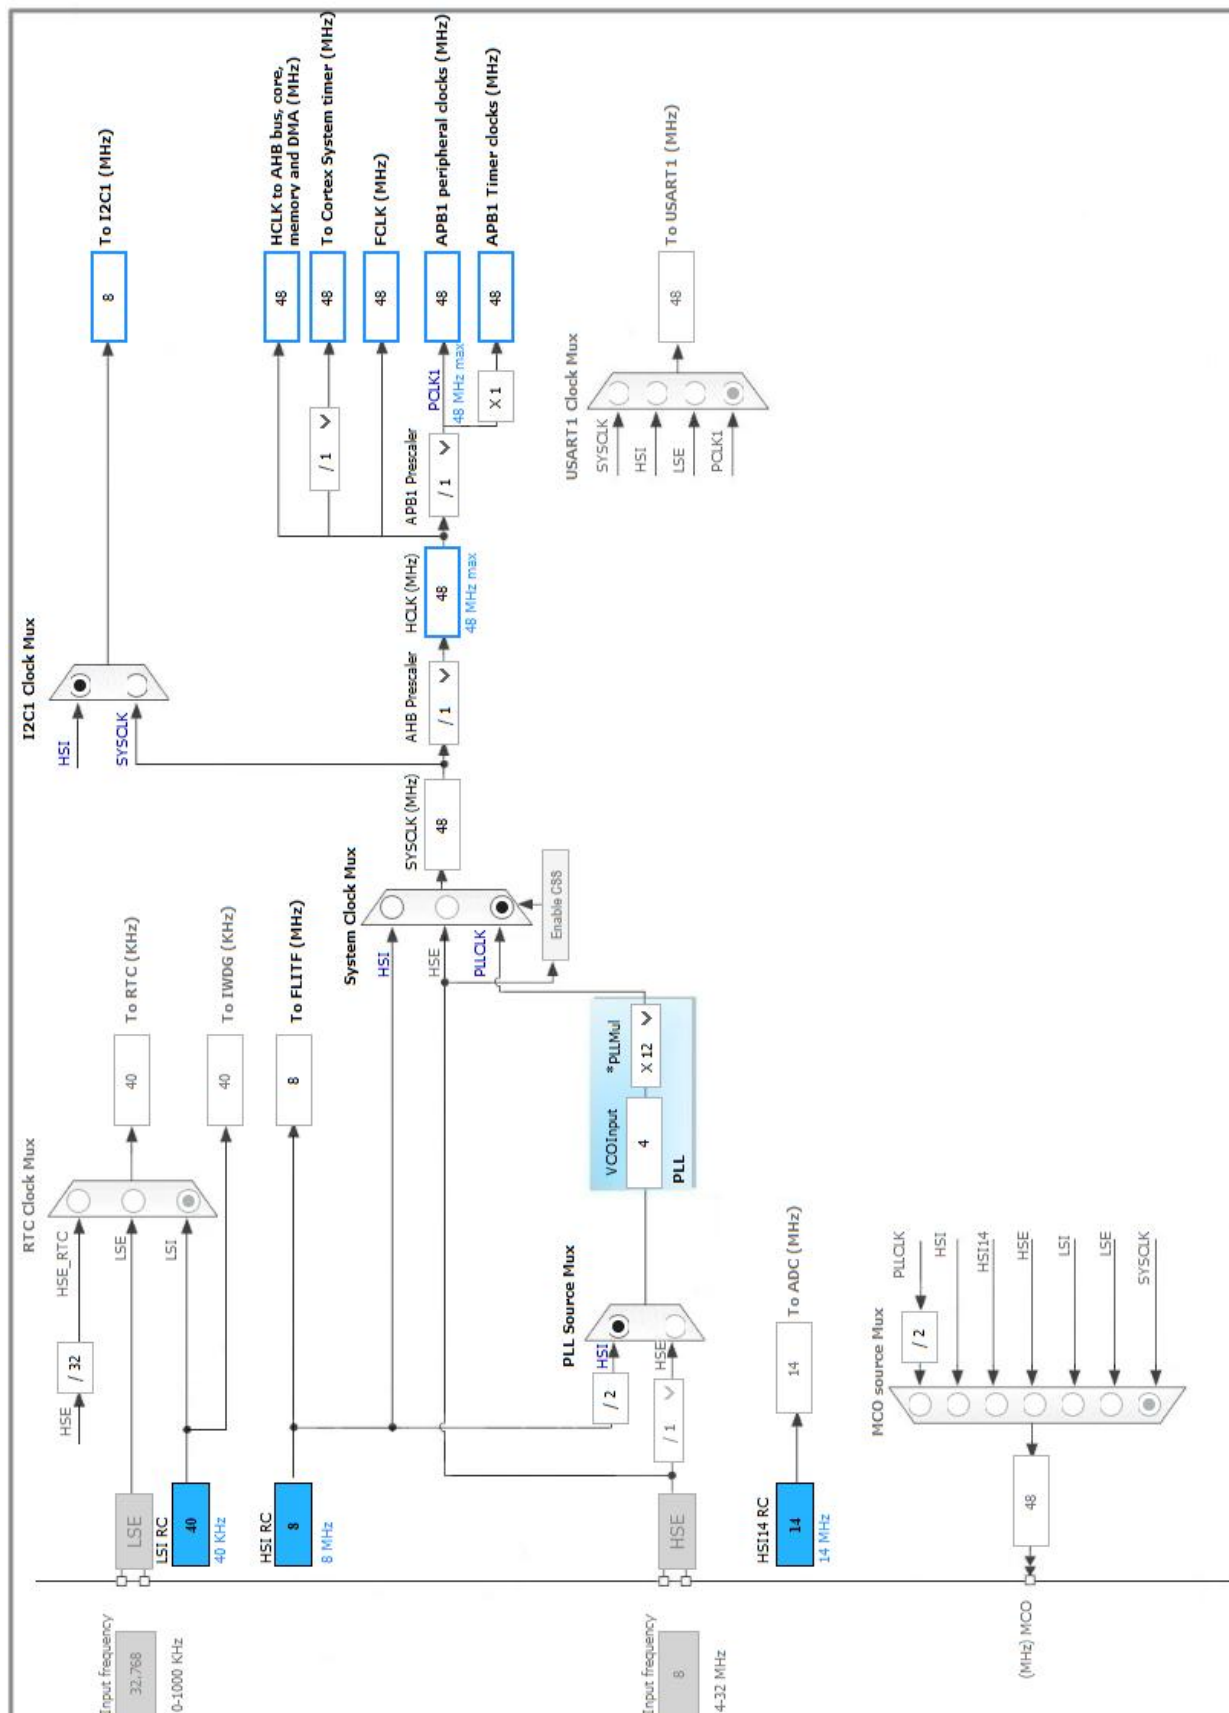 RTC Clock Mux
I2C1 Clock Mux
HSE
/ 32
HSE_RTC
HSI
To I2C1 (MHz)
8
SYSCLK
Input frequency
32.768
0-1000 KHz
LSE
LSE
40
To RTC (KHz)
LSI
LSI RC
40
40 KHz
40
To IWDG (KHz)
HSI RC
8
8 MHz
8
To FLITF (MHz)
System Clock Mux
HSI
HSE
PLLCLK
Enable CSS
SYSCLK (MHz)
48
AHB Prescaler
/ 1
HCLK (MHz)
48
48 MHz max
APB1 Prescaler
/ 1
PCLK1
48 MHz max
X 1
/ 1
48
HCLK to AHB bus, core,
memory and DMA (MHz)
48
To Cortex System timer (MHz)
48
FCLK (MHz)
48
APB1 peripheral clocks (MHz)
48
APB1 Timer clocks (MHz)
PLL Source Mux
/ 2
HSI
HSE
/ 1
VCOInput
4
*PLLMul
X 12
PLL
Input frequency
8
4-32 MHz
HSE
USART1 Clock Mux
SYSCLK
HSI
LSE
PCLK1
48
To USART1 (MHz)
HSI14 RC
14
14 MHz
14
To ADC (MHz)
MCO source Mux
/ 2
PLLCLK
HSI
HSI14
HSE
LSI
LSE
SYSCLK
48
(MHz) MCO